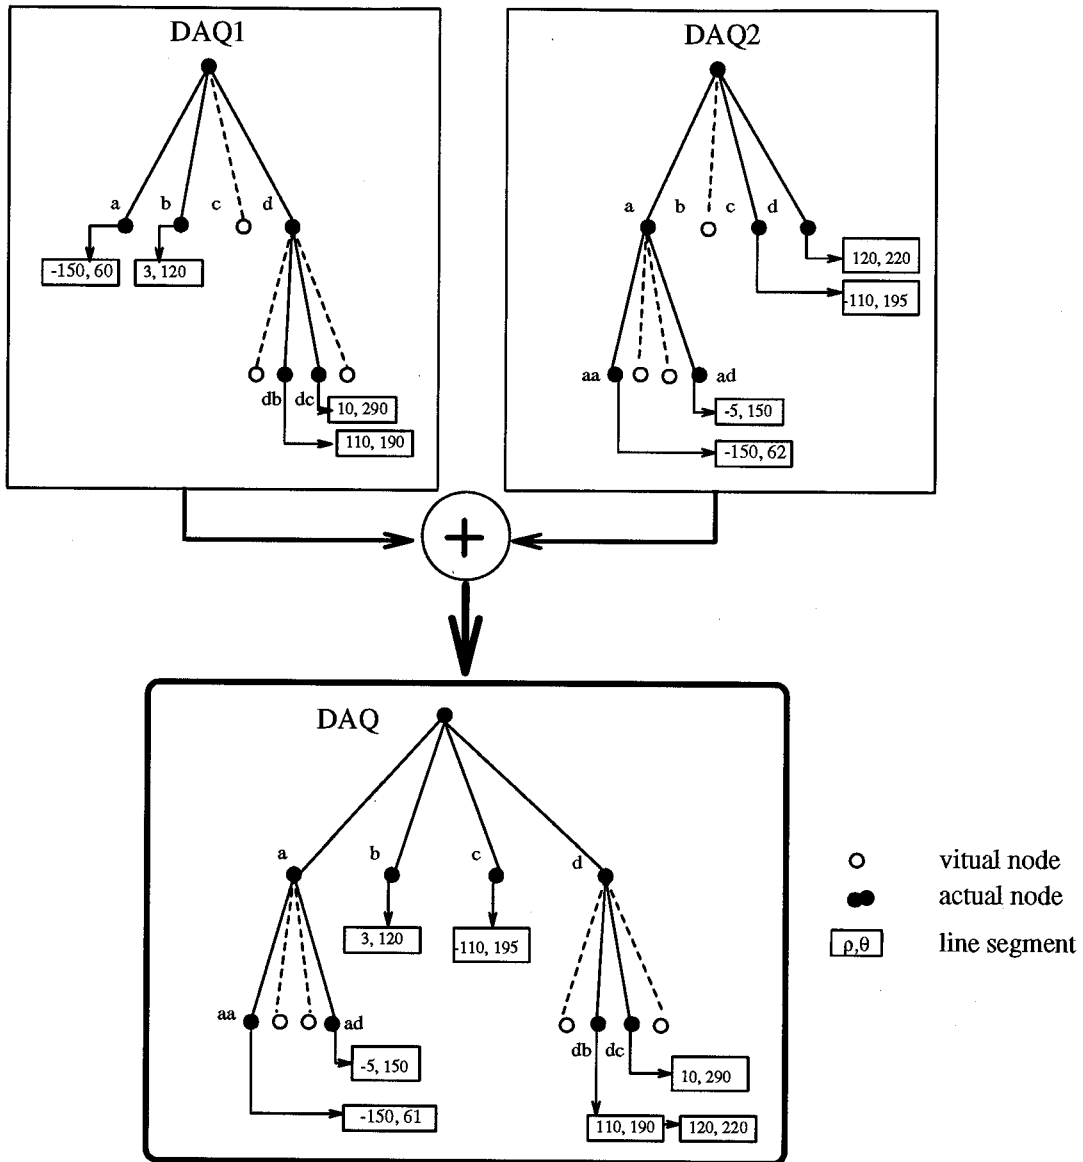 DAQ1
a
b
c
d
-150, 60
3, 120
db
dc
10, 290
110, 190
DAQ2
a
b
c
d
120, 220
-110, 195
aa
ad
-5, 150
-150, 62
+
DAQ
a
b
c
d
3, 120
-110, 195
aa
ad
db
dc
-5, 150
10, 290
-150, 61
110, 190
120, 220
vitual node
actual node
ρ,θ line segment